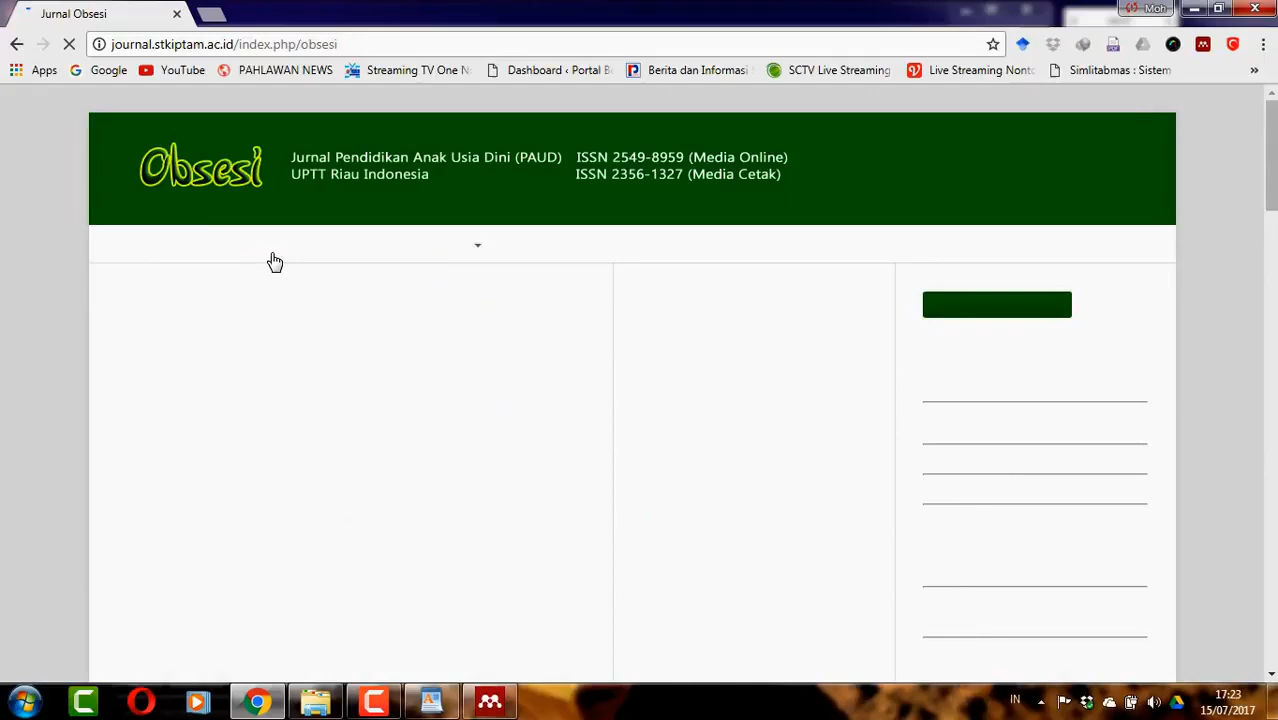 Jurnal Obsesi
Moh
journal.stkiptam.ac.id/index.php/obsesi
Apps Google YouTube PAHLAWAN NEWS Streaming TV One N Dashboard ‹ Portal B Berita dan Informasi SCTV Live Streaming Live Streaming Nont Simlitabmas : Sistem »
Obsesi
Jurnal Pendidikan Anak Usia Dini (PAUD) ISSN 2549-8959 (Media Online)
UPTT Riau Indonesia ISSN 2356-1327 (Media Cetak)
IN
17:23
15/07/2017